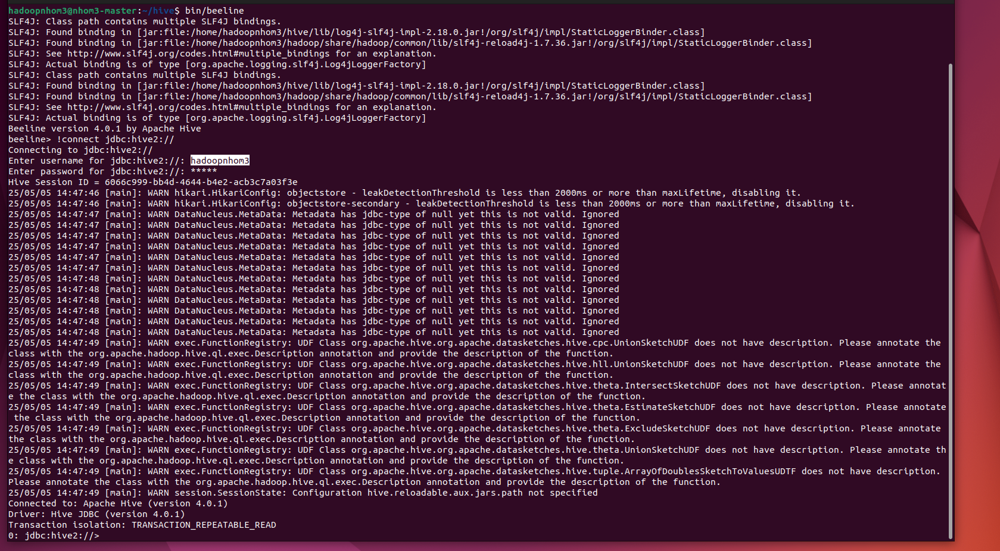 hadoopnhom3@nhom3-master:~/hive$ bin/beeline
SLF4J: Class path contains multiple SLF4J bindings.
SLF4J: Found binding in [jar:file:/home/hadoopnhom3/hive/lib/log4j-slf4j-impl-2.18.0.jar!/org/slf4j/impl/StaticLoggerBinder.class]
SLF4J: Found binding in [jar:file:/home/hadoopnhom3/hadoop/share/hadoop/common/lib/slf4j-reload4j-1.7.36.jar!/org/slf4j/impl/StaticLoggerBinder.class]
SLF4J: See http://www.slf4j.org/codes.html#multiple_bindings for an explanation.
SLF4J: Actual binding is of type [org.apache.logging.slf4j.Log4jLoggerFactory]
SLF4J: Class path contains multiple SLF4J bindings.
SLF4J: Found binding in [jar:file:/home/hadoopnhom3/hive/lib/log4j-slf4j-impl-2.18.0.jar!/org/slf4j/impl/StaticLoggerBinder.class]
SLF4J: Found binding in [jar:file:/home/hadoopnhom3/hadoop/share/hadoop/common/lib/slf4j-reload4j-1.7.36.jar!/org/slf4j/impl/StaticLoggerBinder.class]
SLF4J: See http://www.slf4j.org/codes.html#multiple_bindings for an explanation.
SLF4J: Actual binding is of type [org.apache.logging.slf4j.Log4jLoggerFactory]
Beeline version 4.0.1 by Apache Hive
beeline> !connect jdbc:hive2://
Connecting to jdbc:hive2://
Enter username for jdbc:hive2://: hadoopnhom3
Enter password for jdbc:hive2://: *****
Hive Session ID = 6066c999-bb4d-4644-b4e2-acb3c7a03f3e
25/05/05 14:47:46 [main]: WARN hikari.HikariConfig: objectstore - leakDetectionThreshold is less than 2000ms or more than maxLifetime, disabling it.
25/05/05 14:47:46 [main]: WARN hikari.HikariConfig: objectstore-secondary - leakDetectionThreshold is less than 2000ms or more than maxLifetime, disabling it.
25/05/05 14:47:47 [main]: WARN DataNucleus.MetaData: Metadata has jdbc-type of null yet this is not valid. Ignored
25/05/05 14:47:47 [main]: WARN DataNucleus.MetaData: Metadata has jdbc-type of null yet this is not valid. Ignored
25/05/05 14:47:47 [main]: WARN DataNucleus.MetaData: Metadata has jdbc-type of null yet this is not valid. Ignored
25/05/05 14:47:47 [main]: WARN DataNucleus.MetaData: Metadata has jdbc-type of null yet this is not valid. Ignored
25/05/05 14:47:47 [main]: WARN DataNucleus.MetaData: Metadata has jdbc-type of null yet this is not valid. Ignored
25/05/05 14:47:47 [main]: WARN DataNucleus.MetaData: Metadata has jdbc-type of null yet this is not valid. Ignored
25/05/05 14:47:48 [main]: WARN DataNucleus.MetaData: Metadata has jdbc-type of null yet this is not valid. Ignored
25/05/05 14:47:48 [main]: WARN DataNucleus.MetaData: Metadata has jdbc-type of null yet this is not valid. Ignored
25/05/05 14:47:48 [main]: WARN DataNucleus.MetaData: Metadata has jdbc-type of null yet this is not valid. Ignored
25/05/05 14:47:48 [main]: WARN DataNucleus.MetaData: Metadata has jdbc-type of null yet this is not valid. Ignored
25/05/05 14:47:48 [main]: WARN DataNucleus.MetaData: Metadata has jdbc-type of null yet this is not valid. Ignored
25/05/05 14:47:48 [main]: WARN DataNucleus.MetaData: Metadata has jdbc-type of null yet this is not valid. Ignored
25/05/05 14:47:49 [main]: WARN exec.FunctionRegistry: UDF Class org.apache.hive.org.apache.datasketches.hive.cpc.UnionSketchUDF does not have description. Please annotate the
class with the org.apache.hadoop.hive.ql.exec.Description annotation and provide the description of the function.
25/05/05 14:47:49 [main]: WARN exec.FunctionRegistry: UDF Class org.apache.hive.org.apache.datasketches.hive.hll.UnionSketchUDF does not have description. Please annotate the
class with the org.apache.hadoop.hive.ql.exec.Description annotation and provide the description of the function.
25/05/05 14:47:49 [main]: WARN exec.FunctionRegistry: UDF Class org.apache.hive.org.apache.datasketches.hive.theta.IntersectSketchUDF does not have description. Please annotat
e the class with the org.apache.hadoop.hive.ql.exec.Description annotation and provide the description of the function.
25/05/05 14:47:49 [main]: WARN exec.FunctionRegistry: UDF Class org.apache.hive.org.apache.datasketches.hive.theta.EstimateSketchUDF does not have description. Please annotate
 the class with the org.apache.hadoop.hive.ql.exec.Description annotation and provide the description of the function.
25/05/05 14:47:49 [main]: WARN exec.FunctionRegistry: UDF Class org.apache.hive.org.apache.datasketches.hive.theta.ExcludeSketchUDF does not have description. Please annotate
the class with the org.apache.hadoop.hive.ql.exec.Description annotation and provide the description of the function.
25/05/05 14:47:49 [main]: WARN exec.FunctionRegistry: UDF Class org.apache.hive.org.apache.datasketches.hive.theta.UnionSketchUDF does not have description. Please annotate th
e class with the org.apache.hadoop.hive.ql.exec.Description annotation and provide the description of the function.
25/05/05 14:47:49 [main]: WARN exec.FunctionRegistry: UDF Class org.apache.hive.org.apache.datasketches.hive.tuple.ArrayOfDoublesSketchToValuesUDTF does not have description.
Please annotate the class with the org.apache.hadoop.hive.ql.exec.Description annotation and provide the description of the function.
25/05/05 14:47:49 [main]: WARN session.SessionState: Configuration hive.reloadable.aux.jars.path not specified
Connected to: Apache Hive (version 4.0.1)
Driver: Hive JDBC (version 4.0.1)
Transaction isolation: TRANSACTION_REPEATABLE_READ
0: jdbc:hive2://>